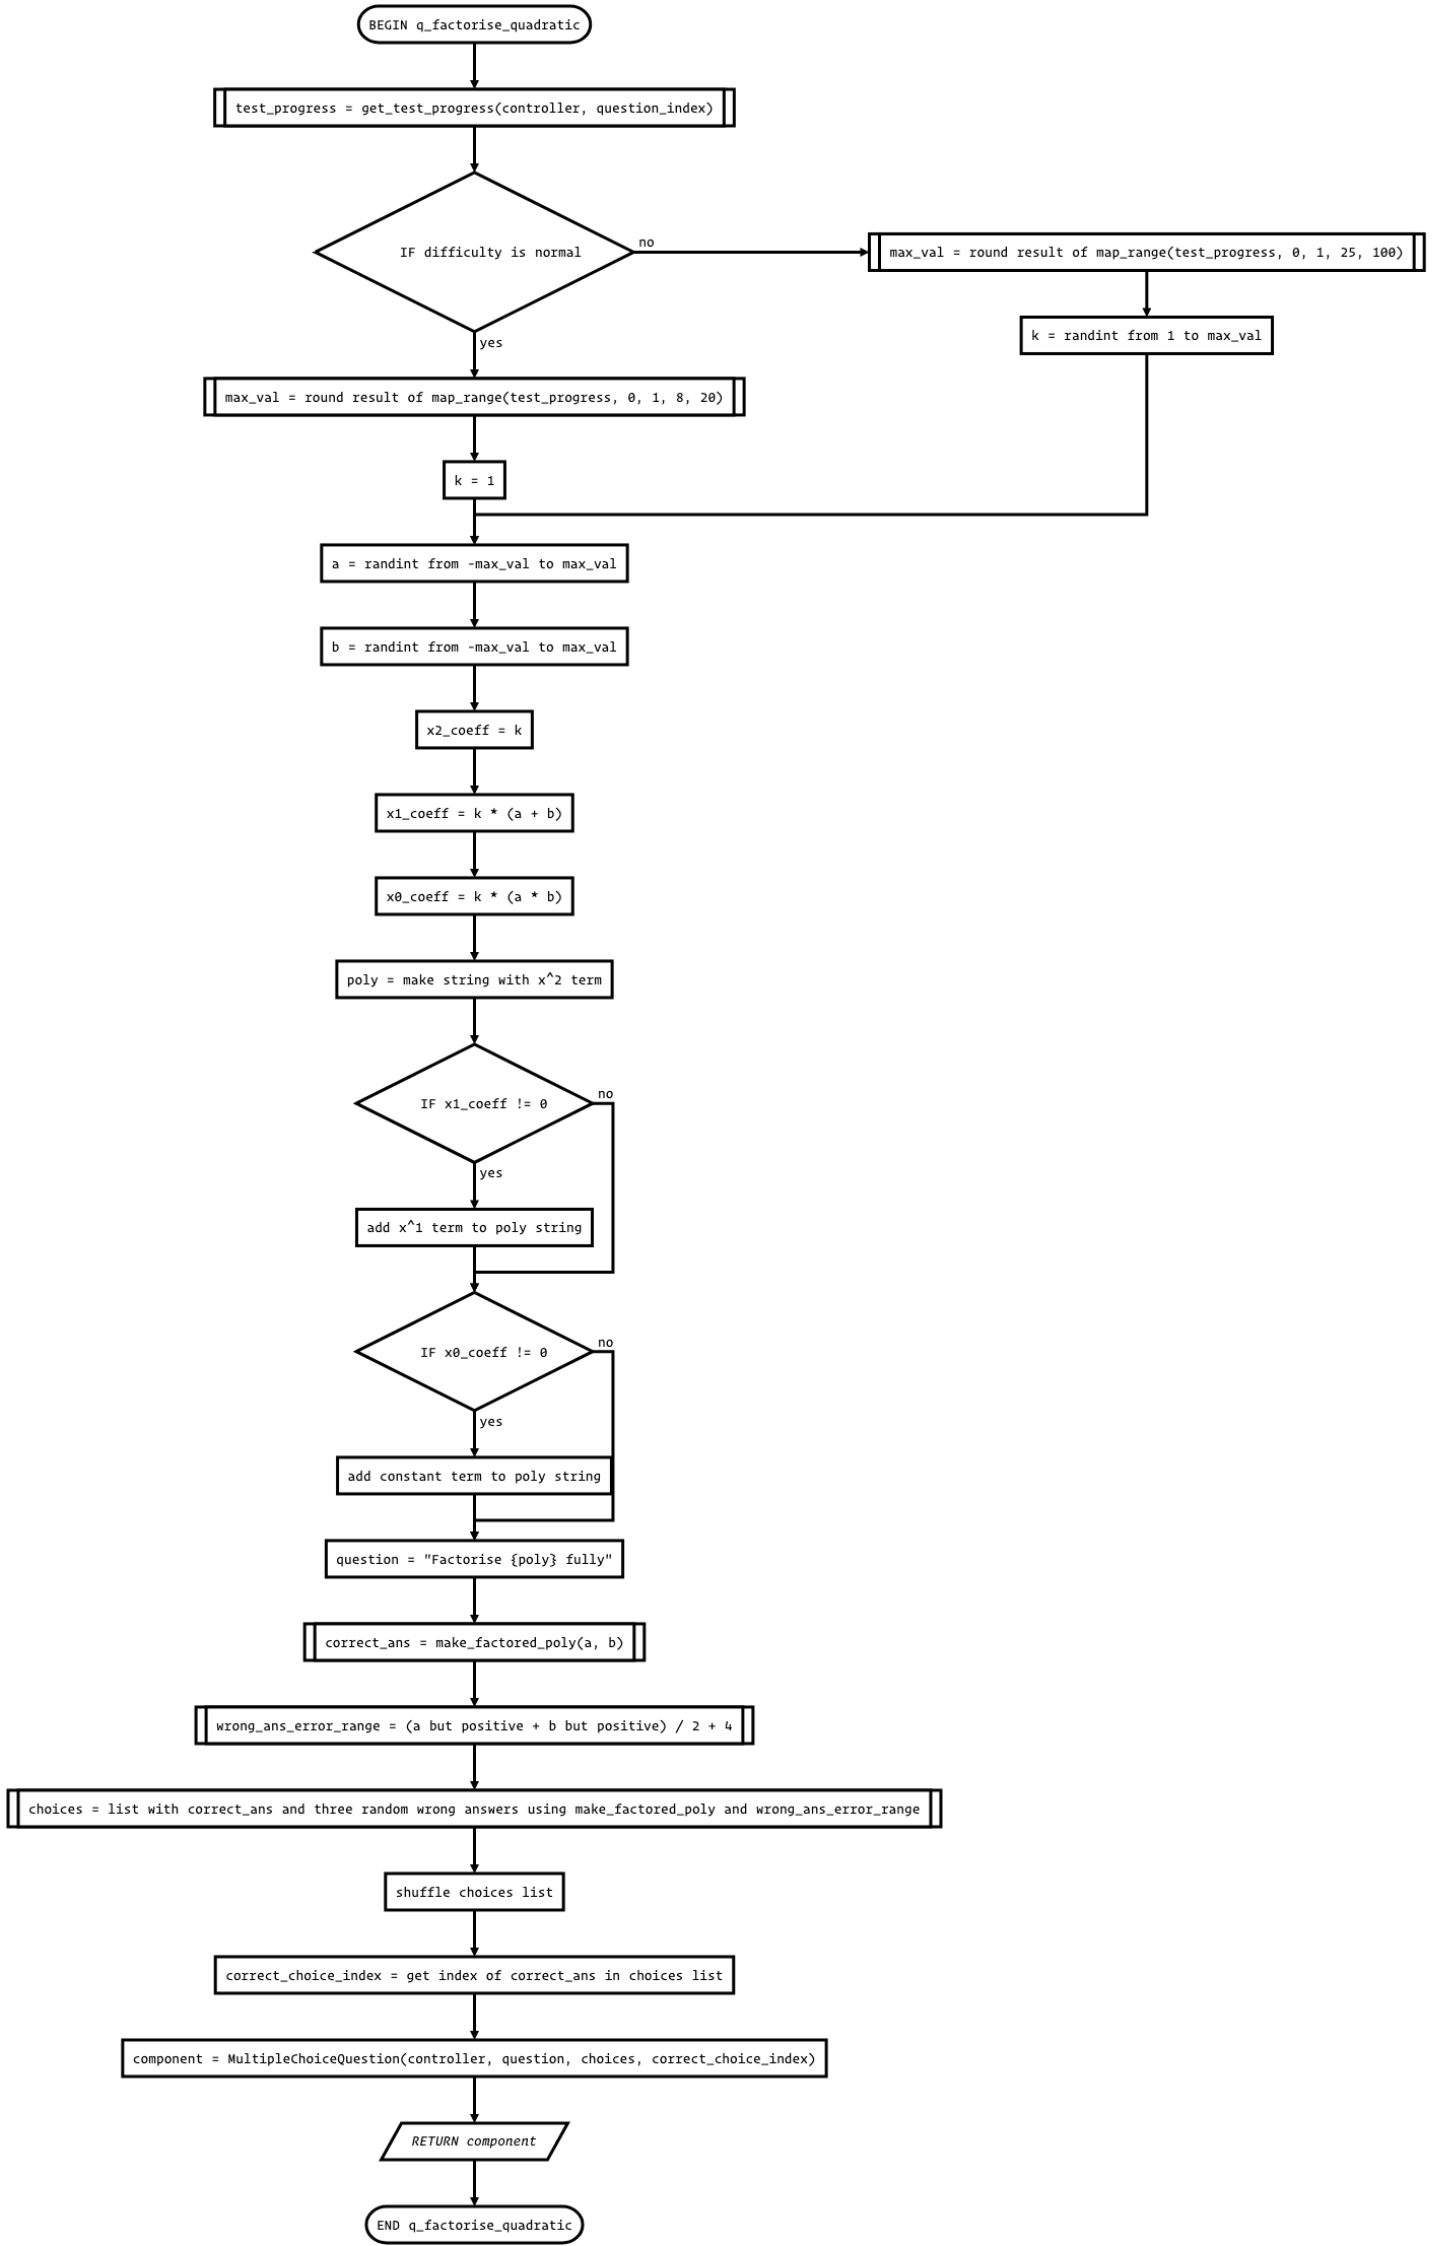 BEGIN q_factorise_quadratic
test_progress = get_test_progress(controller, question_index)
IF difficulty is normal
no
max_val = round result of map_range(test_progress, 0, 1, 25, 100)
k = randint from 1 to max_val
yes
max_val = round result of map_range(test_progress, 0, 1, 8, 20)
k = 1
a = randint from -max_val to max_val
b = randint from -max_val to max_val
x2_coeff = k
x1_coeff = k * (a + b)
x0_coeff = k * (a * b)
poly = make string with x^2 term
IF x1_coeff != 0
no
yes
add x^1 term to poly string
IF x0_coeff != 0
no
yes
add constant term to poly string
question = "Factorise {poly} fully"
correct_ans = make_factored_poly(a, b)
wrong_ans_error_range = (a but positive + b but positive) / 2 + 4
choices = list with correct_ans and three random wrong answers using make_factored_poly and wrong_ans_error_range
shuffle choices list
correct_choice_index = get index of correct_ans in choices list
component = MultipleChoiceQuestion(controller, question, choices, correct_choice_index)
RETURN component
END q_factorise_quadratic